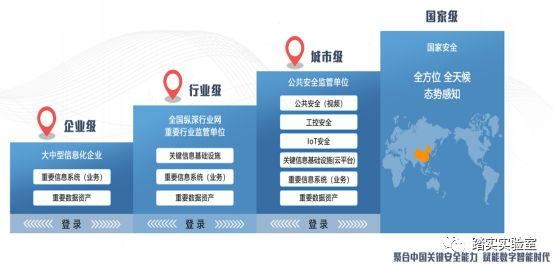 企业级
大中型信息化企业
重要信息系统（业务）
重要数据资产
登 录
行业级
全国纵深行业网
重要行业监管单位
关键信息基础设施
重要信息系统（业务）
重要数据资产
登 录
城市级
公共安全监管单位
公共安全（视频）
工控安全
IoT安全
关键信息基础设施(云平台)
重要信息系统（业务）
重要数据资产
登 录
国家级
国家安全
全方位 全天候
态势感知
踏实实验室
聚合中国关键安全能力 赋能数字智能时代